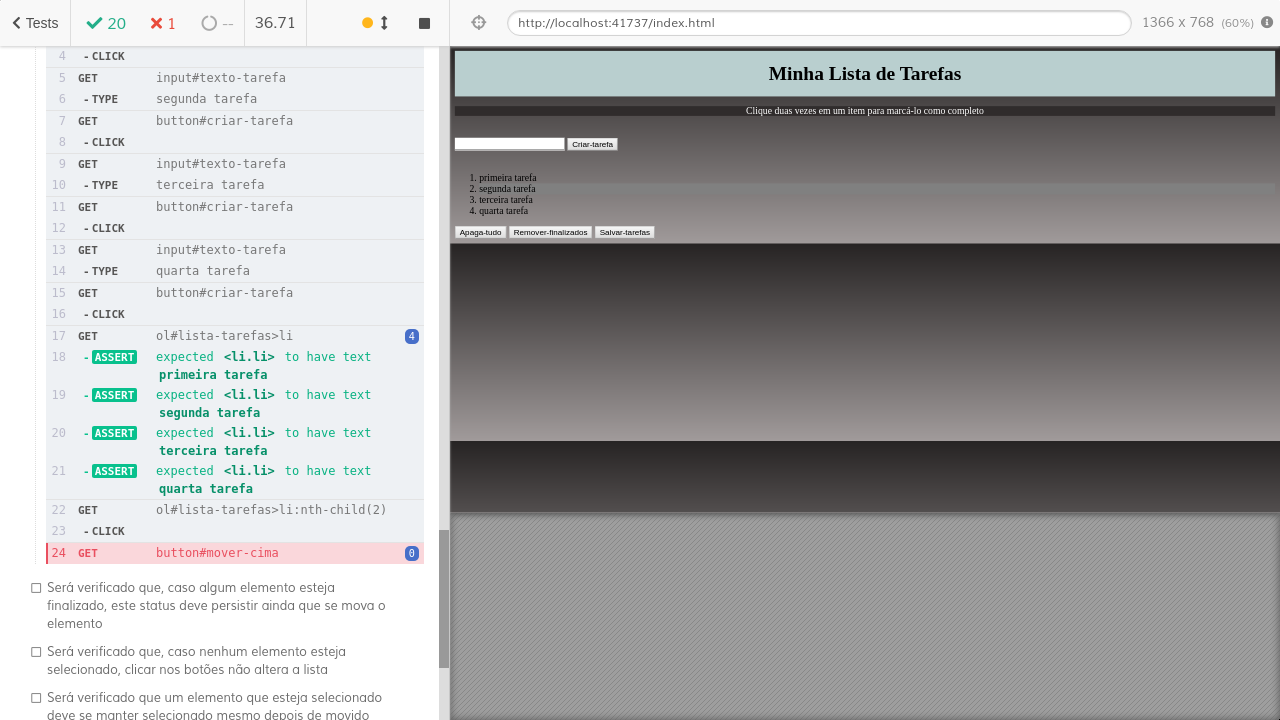 Tests 20 1 -- 36.71 http://localhost:41737/index.html 1366 x 768 (60%)
4 - CLICK
5 GET input#texto-tarefa
6 - TYPE segunda tarefa
7 GET button#criar-tarefa
8 - CLICK
9 GET input#texto-tarefa
10 - TYPE terceira tarefa
11 GET button#criar-tarefa
12 - CLICK
13 GET input#texto-tarefa
14 - TYPE quarta tarefa
15 GET button#criar-tarefa
16 - CLICK
17 GET ol#lista-tarefas>li 4
18 - ASSERT expected <li.li> to have text
primeira tarefa
19 - ASSERT expected <li.li> to have text
segunda tarefa
20 - ASSERT expected <li.li> to have text
terceira tarefa
21 - ASSERT expected <li.li> to have text
quarta tarefa
22 GET ol#lista-tarefas>li:nth-child(2)
23 - CLICK
24 GET button#mover-cima 0
Será verificado que, caso algum elemento esteja
finalizado, este status deve persistir ainda que se mova o
elemento
Será verificado que, caso nenhum elemento esteja
selecionado, clicar nos botões não altera a lista
Será verificado que um elemento que esteja selecionado
deve se manter selecionado mesmo depois de movido
Minha Lista de Tarefas
Clique duas vezes em um item para marcá-lo como completo
Criar-tarefa
1. primeira tarefa
2. segunda tarefa
3. terceira tarefa
4. quarta tarefa
Apaga-tudo Remover-finalizados Salvar-tarefas